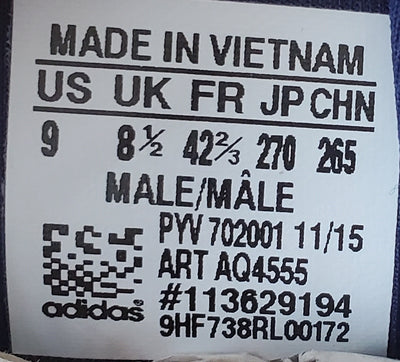 MADE IN VIETNAM
US UK FR JP CHN
9 8½ 42⅔ 270 265
MALE/MÂLE
PYV 702001 11/15
ART AQ4555
#113629194
adidas®
9HF738RL00172